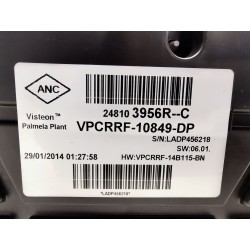 ANC
Visteon™
Palmela Plant
24810 3956R--C
VPCRRF-10849-DP
S/N:LADP456218
SW:06.01.
29/01/2014 01:27:58
HW:VPCRRF-14B115-BN
*LADP456218*